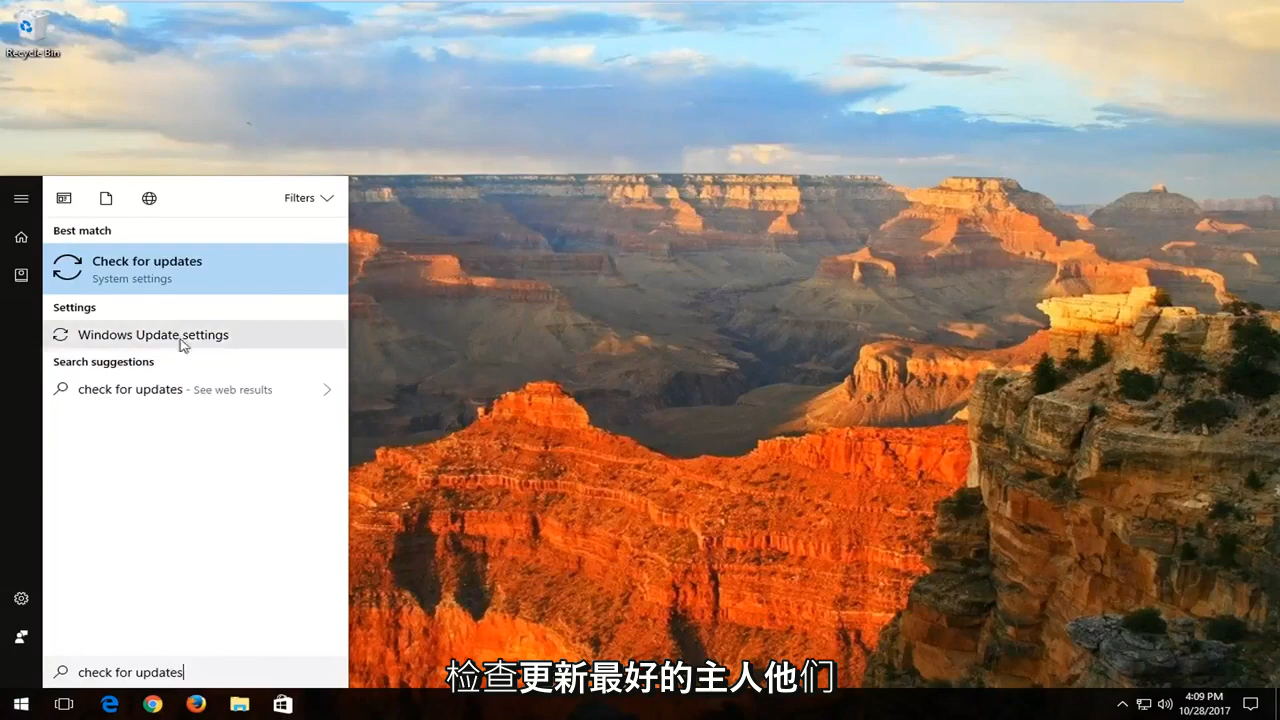 Recycle Bin
Filters
Best match
Check for updates
System settings
Settings
Windows Update settings
Search suggestions
check for updates - See web results
check for updates
检查更新最好的主人他们
4:09 PM
10/28/2017